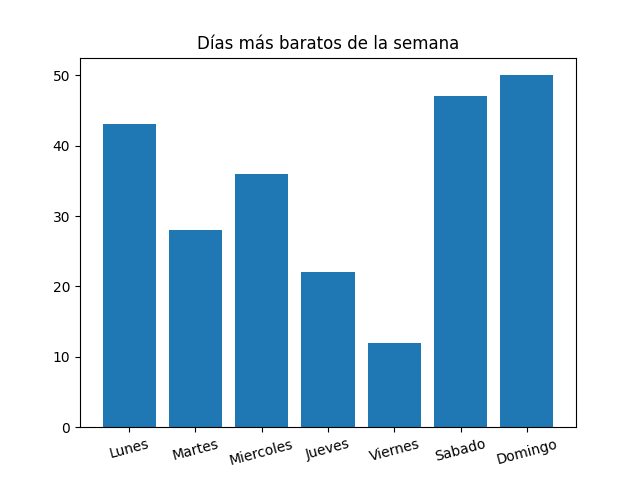 Días más baratos de la semana
50
40
30
20
10
0
Lunes
Martes
Miercoles
Jueves
Viernes
Sabado
Domingo